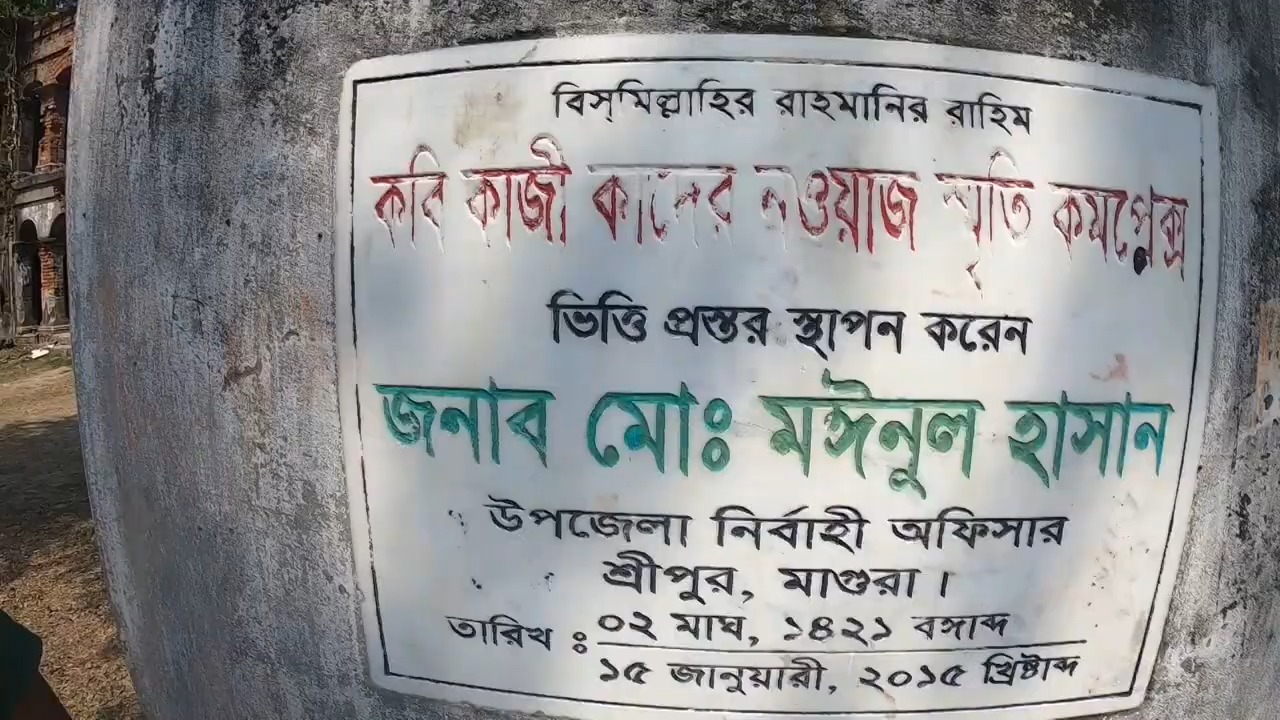 বিস্‌মিল্লাহির রাহমানির রাহিম
কবি কাজী কাদের নওয়াজ স্মৃতি কমপ্লেক্স
ভিত্তি প্রস্তর স্থাপন করেন
জনাব মোঃ মঈনুল হাসান
উপজেলা নির্বাহী অফিসার
শ্রীপুর, মাগুরা।
তারিখ ঃ ০২ মাঘ, ১৪২১ বঙ্গাব্দ
১৫ জানুয়ারী, ২০১৫ খ্রিষ্টাব্দ